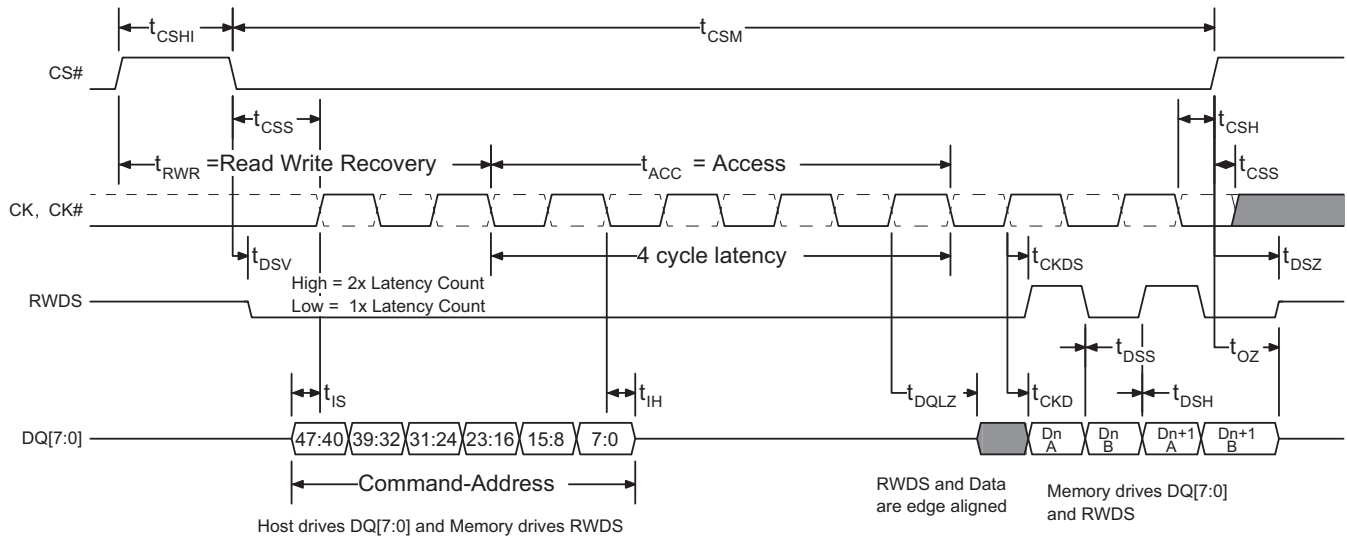 tCSHI
tCSM
CS#
tCSS
tCSH
tRWR =Read Write Recovery
tACC = Access
tCSS
CK, CK#
tDSV
4 cycle latency
tCKDS
tDSZ
High = 2x Latency Count
Low = 1x Latency Count
RWDS
tDSS
tOZ
tIS
tIH
tDQLZ
tCKD
tDSH
DQ[7:0]
47:40
39:32
31:24
23:16
15:8
7:0
Dn
A
Dn
B
Dn+1
A
Dn+1
B
Command-Address
RWDS and Data
are edge aligned
Memory drives DQ[7:0]
and RWDS
Host drives DQ[7:0] and Memory drives RWDS